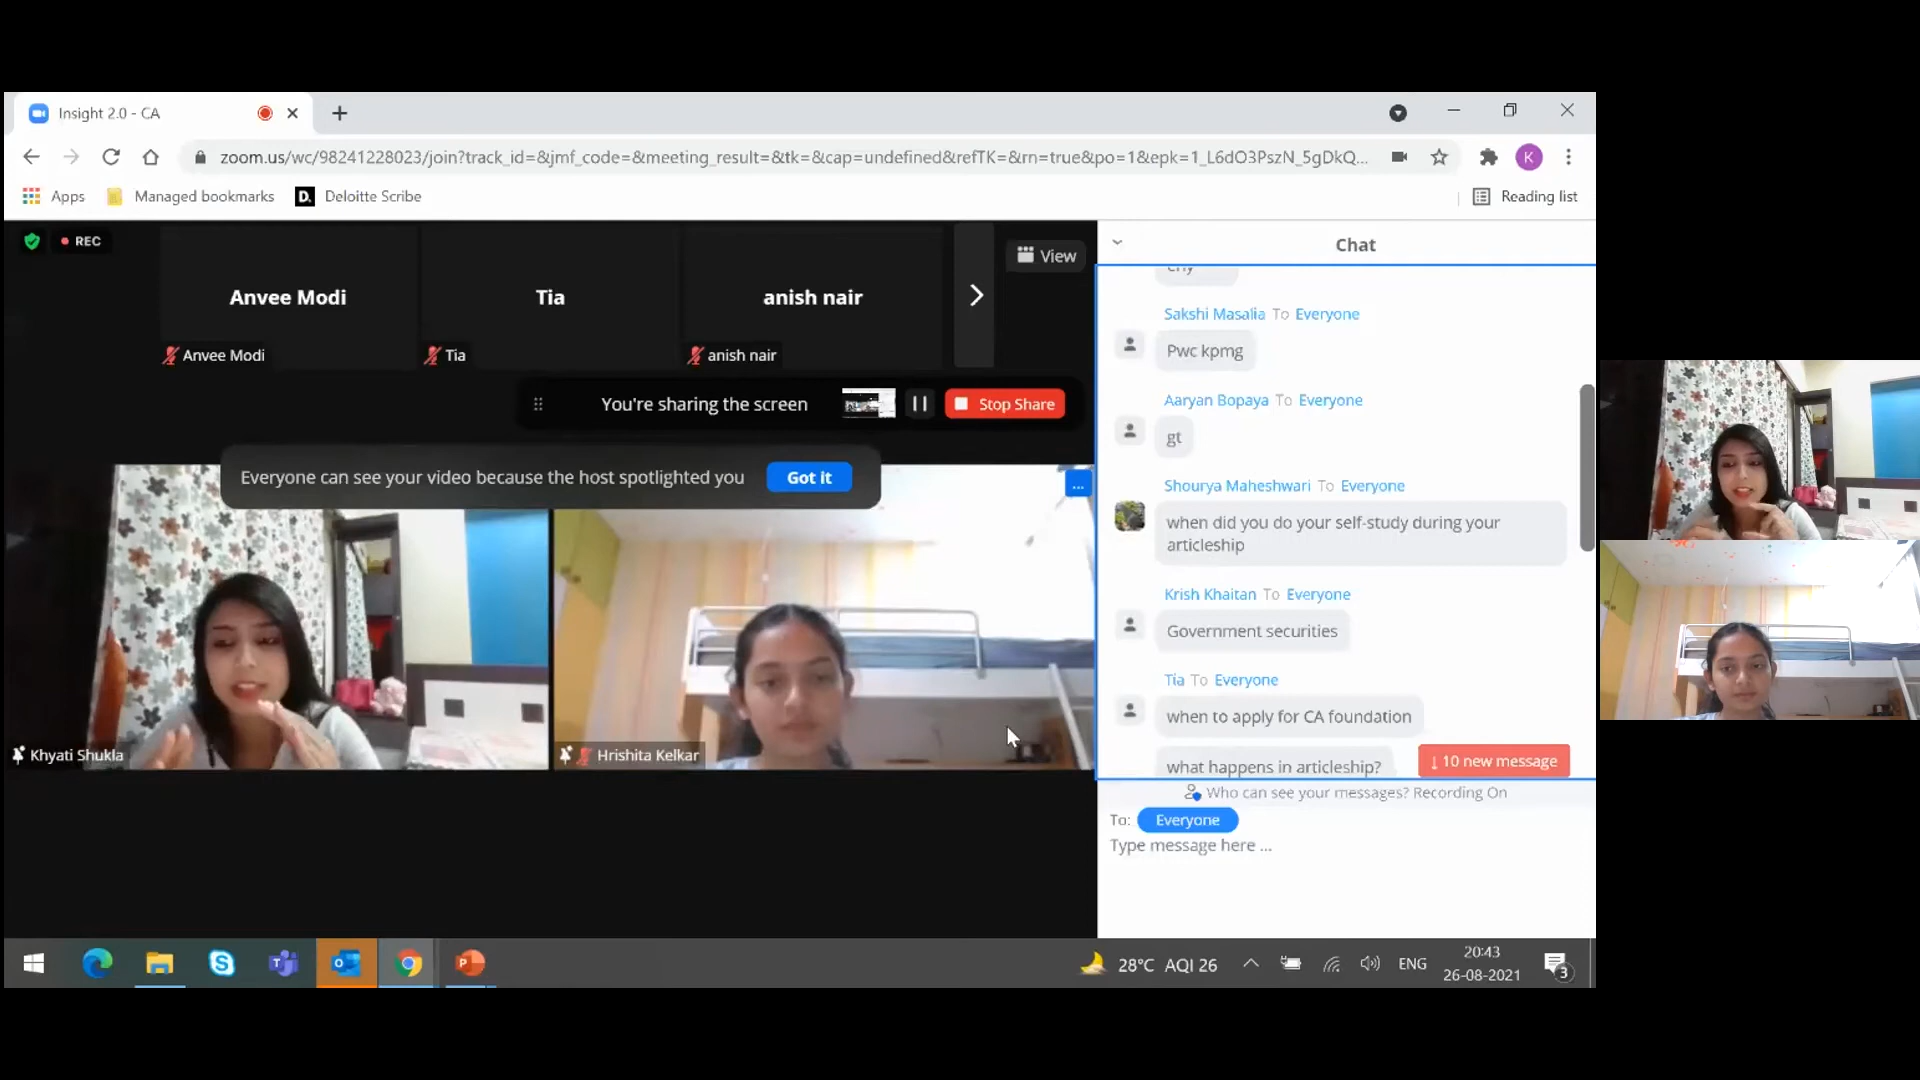 Insight 2.0 - CA
zoom.us/wc/98241228023/join?track_id=&jmf_code=&meeting_result=&tk=&cap=undefined&refTK=&rn=true&po=1&epk=1_L6dO3PszN_5gDkQ...
K
Apps
Managed bookmarks
D.
Deloitte Scribe
Reading list
REC
Anvee Modi
Tia
anish nair
View
Anvee Modi
Tia
anish nair
You're sharing the screen
Stop Share
Everyone can see your video because the host spotlighted you
Got it
...
Khyati Shukla
Hrishita Kelkar
Chat
Sakshi Masalia To Everyone
Pwc kpmg
Aaryan Bopaya To Everyone
gt
Shourya Maheshwari To Everyone
when did you do your self-study during your
articleship
Krish Khaitan To Everyone
Government securities
Tia To Everyone
when to apply for CA foundation
what happens in articleship?
↓ 10 new message
Who can see your messages? Recording On
To: Everyone
Type message here ...
28°C AQI 26
ENG
20:43
26-08-2021
3